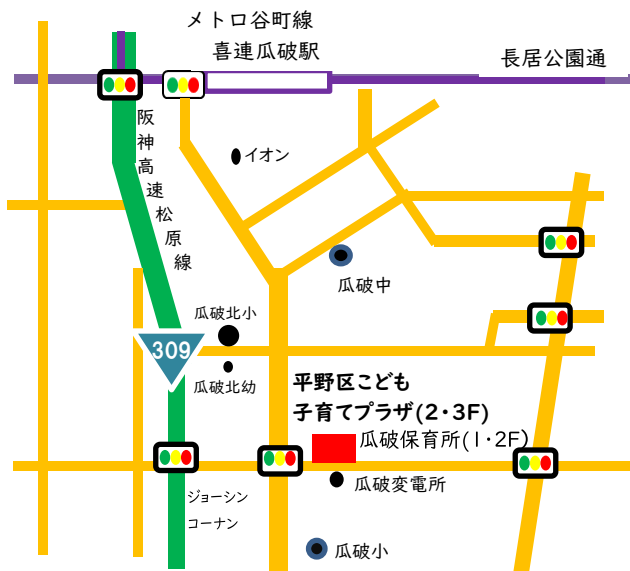 メトロ谷町線
喜連瓜破駅
長居公園通
阪神高速松原線
イオン
瓜破中
瓜破北小
309
瓜破北幼
平野区こども
子育てプラザ(2・3F)
瓜破保育所(1・2F)
瓜破変電所
ジョーシン
コーナン
瓜破小